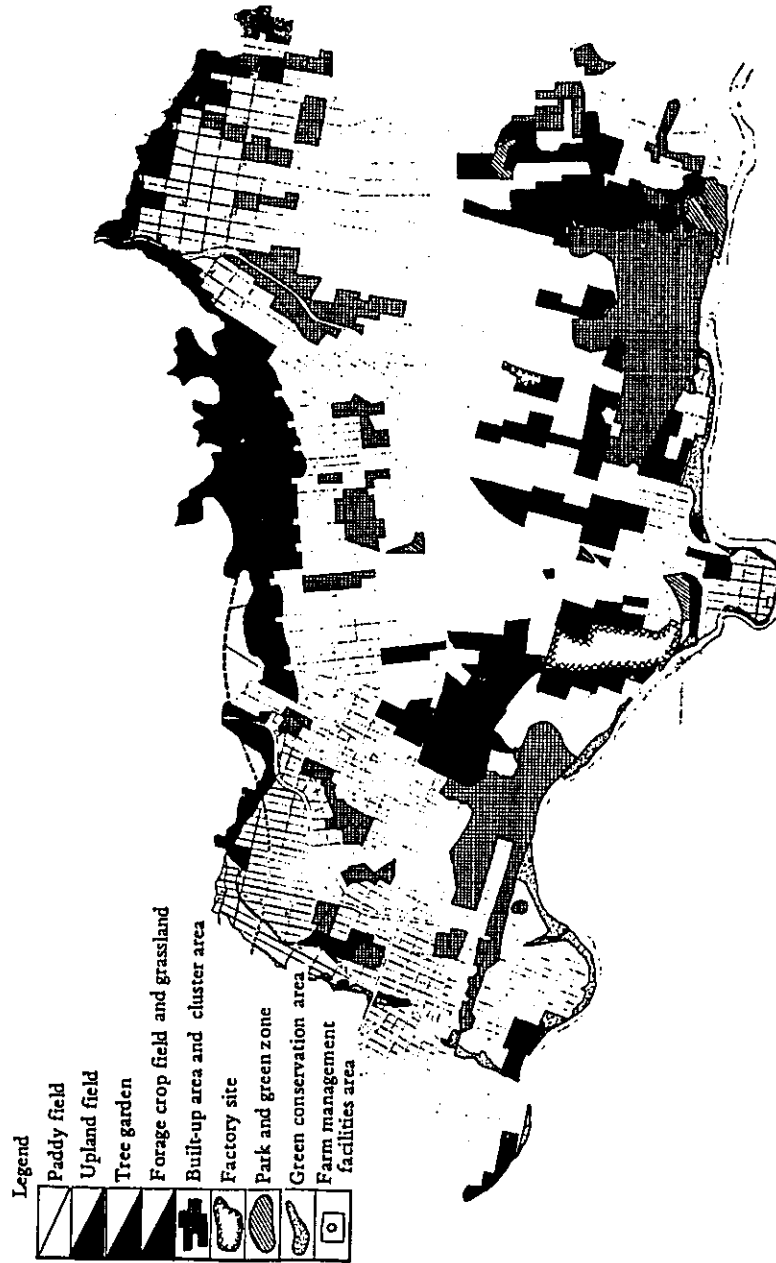 Legend
Paddy field
Upland field
Tree garden
Forage crop field and grassland
Built-up area and cluster area
Factory site
Park and green zone
Green conservation area
Farm management
facilities area